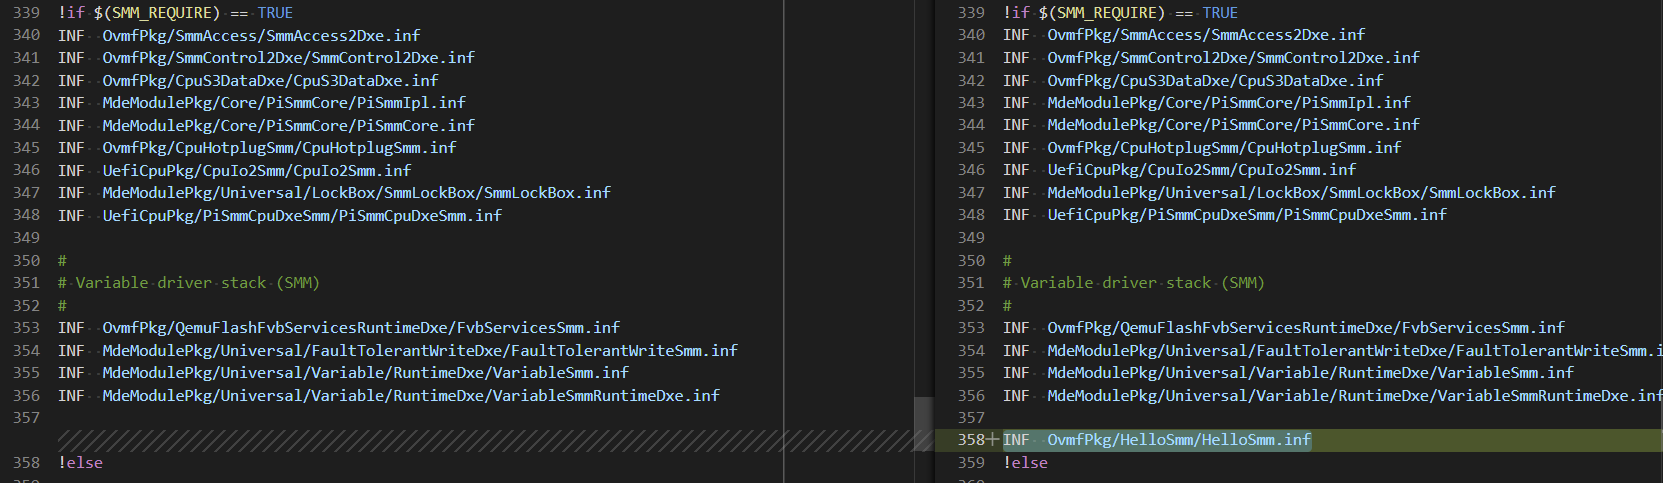 339 !if $(SMM_REQUIRE) == TRUE
340 INF OvmfPkg/SmmAccess/SmmAccess2Dxe.inf
341 INF OvmfPkg/SmmControl2Dxe/SmmControl2Dxe.inf
342 INF OvmfPkg/CpuS3DataDxe/CpuS3DataDxe.inf
343 INF MdeModulePkg/Core/PiSmmCore/PiSmmIpl.inf
344 INF MdeModulePkg/Core/PiSmmCore/PiSmmCore.inf
345 INF OvmfPkg/CpuHotplugSmm/CpuHotplugSmm.inf
346 INF UefiCpuPkg/CpuIo2Smm/CpuIo2Smm.inf
347 INF MdeModulePkg/Universal/LockBox/SmmLockBox/SmmLockBox.inf
348 INF UefiCpuPkg/PiSmmCpuDxeSmm/PiSmmCpuDxeSmm.inf
349
350 #
351 # Variable driver stack (SMM)
352 #
353 INF OvmfPkg/QemuFlashFvbServicesRuntimeDxe/FvbServicesSmm.inf
354 INF MdeModulePkg/Universal/FaultTolerantWriteDxe/FaultTolerantWriteSmm.inf
355 INF MdeModulePkg/Universal/Variable/RuntimeDxe/VariableSmm.inf
356 INF MdeModulePkg/Universal/Variable/RuntimeDxe/VariableSmmRuntimeDxe.inf
357
358 !else
339 !if $(SMM_REQUIRE) == TRUE
340 INF OvmfPkg/SmmAccess/SmmAccess2Dxe.inf
341 INF OvmfPkg/SmmControl2Dxe/SmmControl2Dxe.inf
342 INF OvmfPkg/CpuS3DataDxe/CpuS3DataDxe.inf
343 INF MdeModulePkg/Core/PiSmmCore/PiSmmIpl.inf
344 INF MdeModulePkg/Core/PiSmmCore/PiSmmCore.inf
345 INF OvmfPkg/CpuHotplugSmm/CpuHotplugSmm.inf
346 INF UefiCpuPkg/CpuIo2Smm/CpuIo2Smm.inf
347 INF MdeModulePkg/Universal/LockBox/SmmLockBox/SmmLockBox.inf
348 INF UefiCpuPkg/PiSmmCpuDxeSmm/PiSmmCpuDxeSmm.inf
349
350 #
351 # Variable driver stack (SMM)
352 #
353 INF OvmfPkg/QemuFlashFvbServicesRuntimeDxe/FvbServicesSmm.inf
354 INF MdeModulePkg/Universal/FaultTolerantWriteDxe/FaultTolerantWriteSmm.i
355 INF MdeModulePkg/Universal/Variable/RuntimeDxe/VariableSmm.inf
356 INF MdeModulePkg/Universal/Variable/RuntimeDxe/VariableSmmRuntimeDxe.inf
357
358+ INF OvmfPkg/HelloSmm/HelloSmm.inf
359 !else